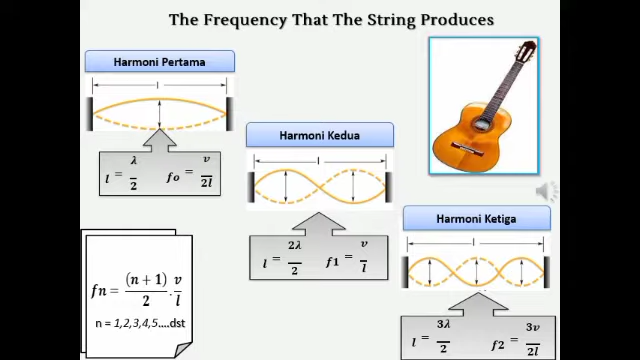 The Frequency That The String Produces
Harmoni Pertama
l
l = λ/2   fo = v/2l
Harmoni Kedua
l
l = 2λ/2   f1 = v/l
Harmoni Ketiga
l
l = 3λ/2   f2 = 3v/2l
fn = (n + 1)/2 . v/l
n = 1,2,3,4,5....dst